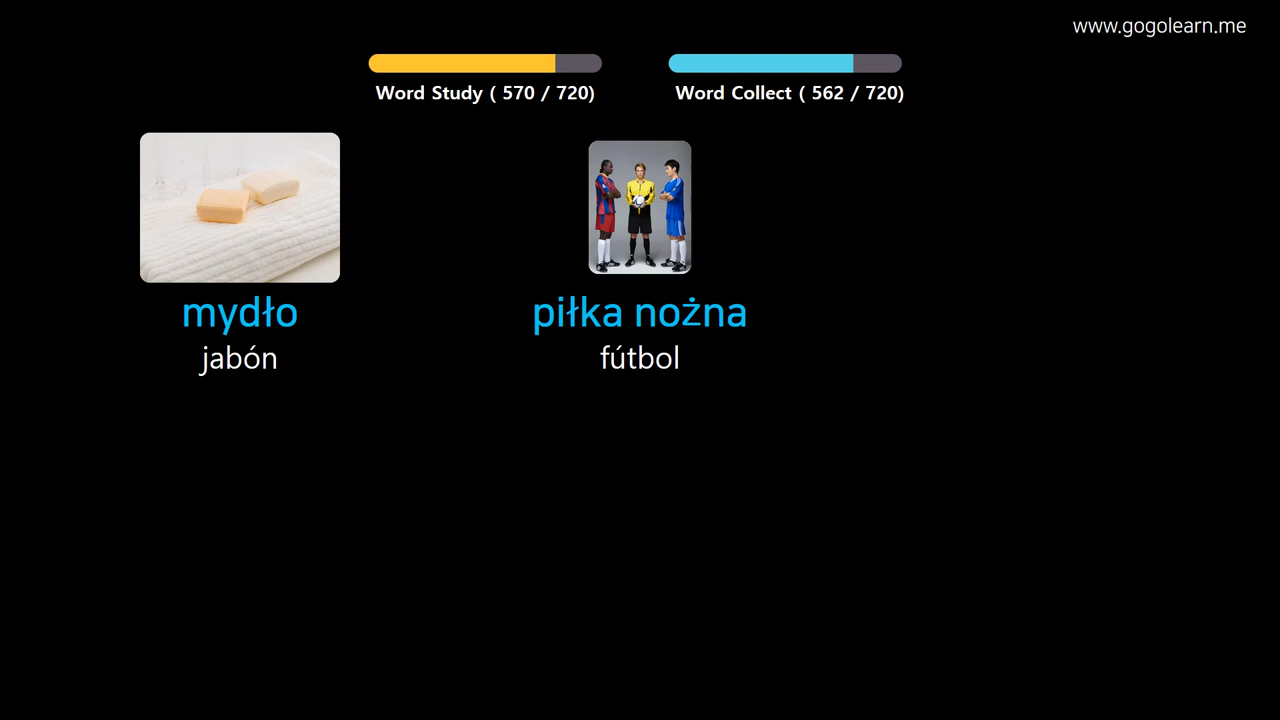 www.gogolearn.me
Word Study ( 570 / 720)
Word Collect ( 562 / 720)
mydło
piłka nożna
jabón
fútbol